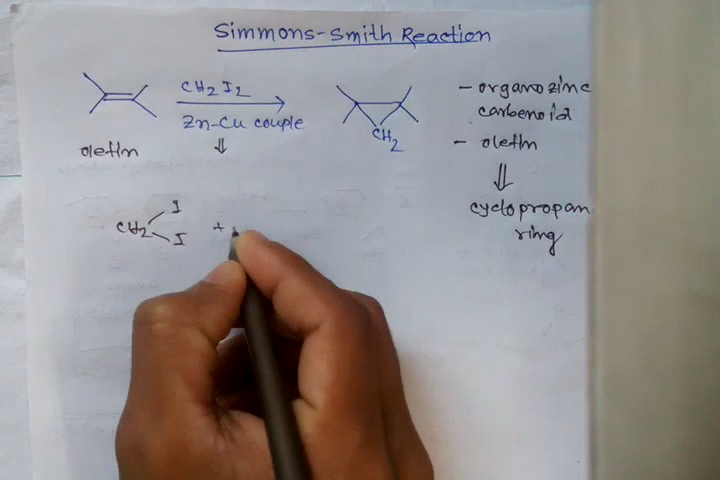 Simmons-Smith Reaction
CH2I2
Zn-Cu couple
⇓
olefin
CH2
- organozinc
carbenoid
- olefin
⇓
cyclopropan
ring
CH2
I
I
+